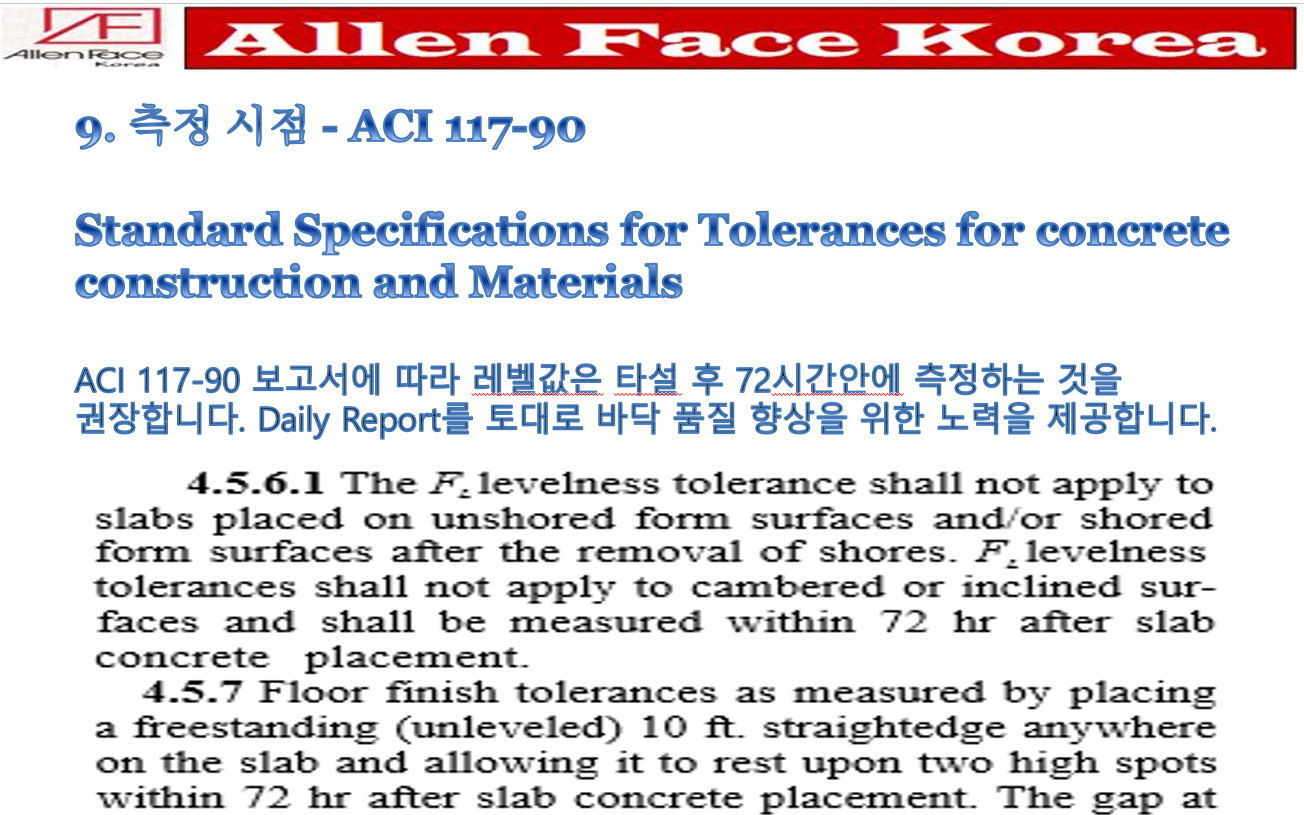 AF
Allen Face
Korea
Allen Face Korea
9. 측정 시점 - ACI 117-90
Standard Specifications for Tolerances for concrete
construction and Materials
ACI 117-90 보고서에 따라 레벨값은 타설 후 72시간안에 측정하는 것을
권장합니다. Daily Report를 토대로 바닥 품질 향상을 위한 노력을 제공합니다.
4.5.6.1 The F_L levelness tolerance shall not apply to
slabs placed on unshored form surfaces and/or shored
form surfaces after the removal of shores. F_L levelness
tolerances shall not apply to cambered or inclined sur-
faces and shall be measured within 72 hr after slab
concrete placement.
4.5.7 Floor finish tolerances as measured by placing
a freestanding (unleveled) 10 ft. straightedge anywhere
on the slab and allowing it to rest upon two high spots
within 72 hr after slab concrete placement. The gap at